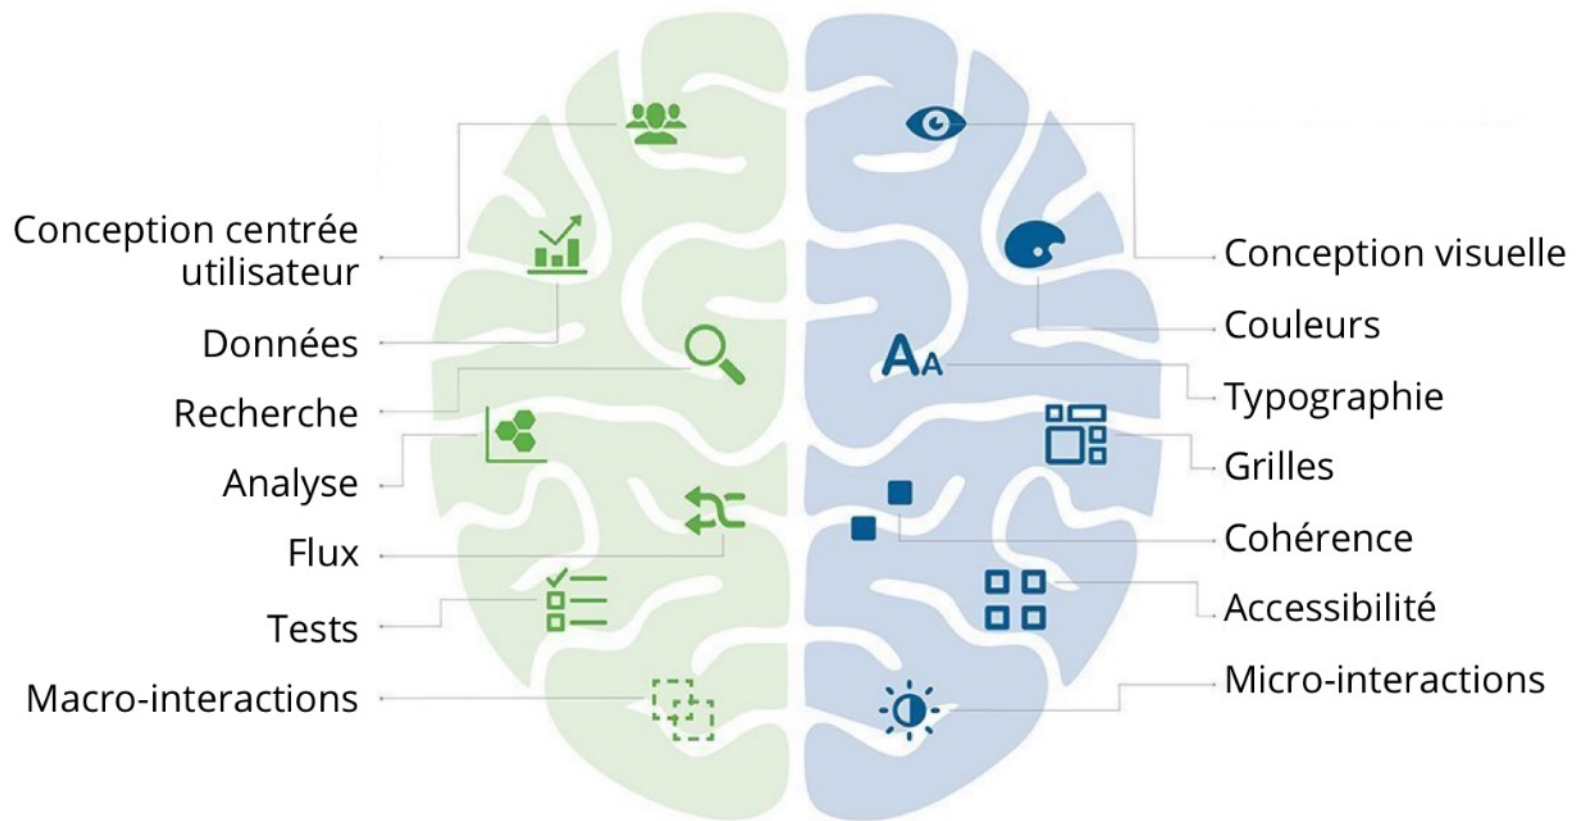 Conception centrée
utilisateur
Données
Recherche
Analyse
Flux
Tests
Macro-interactions
Conception visuelle
Couleurs
AA
Typographie
Grilles
Cohérence
Accessibilité
Micro-interactions